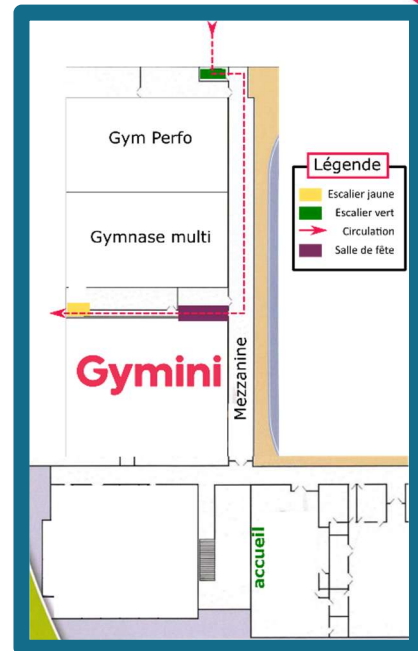 Gym Perfo
Légende
Escalier jaune
Escalier vert
Circulation
Salle de fête
Gymnase multi
Gymini
Mezzanine
accueil